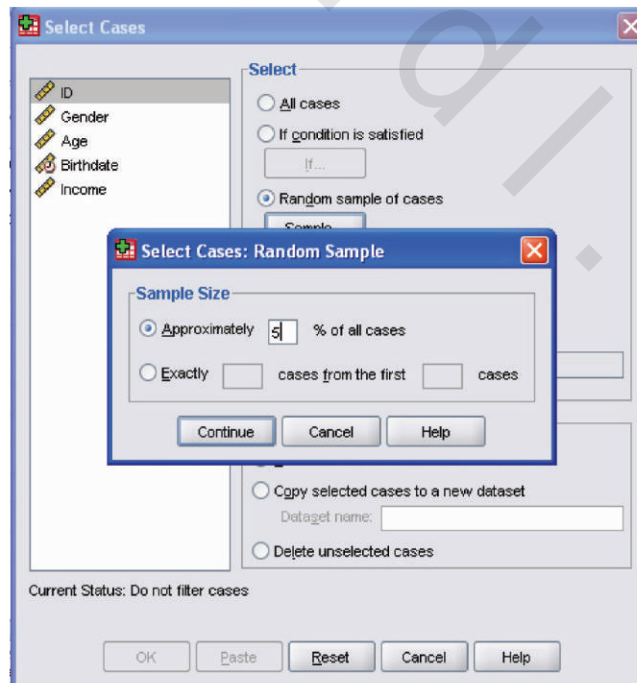 Select Cases
ID
Gender
Age
Birthdate
Income
Select
All cases
If condition is satisfied
If...
Random sample of cases
Sample...
Select Cases: Random Sample
Sample Size
Approximately 5 % of all cases
Exactly cases from the first cases
Continue Cancel Help
Copy selected cases to a new dataset
Dataset name:
Delete unselected cases
Current Status: Do not filter cases
OK Paste Reset Cancel Help